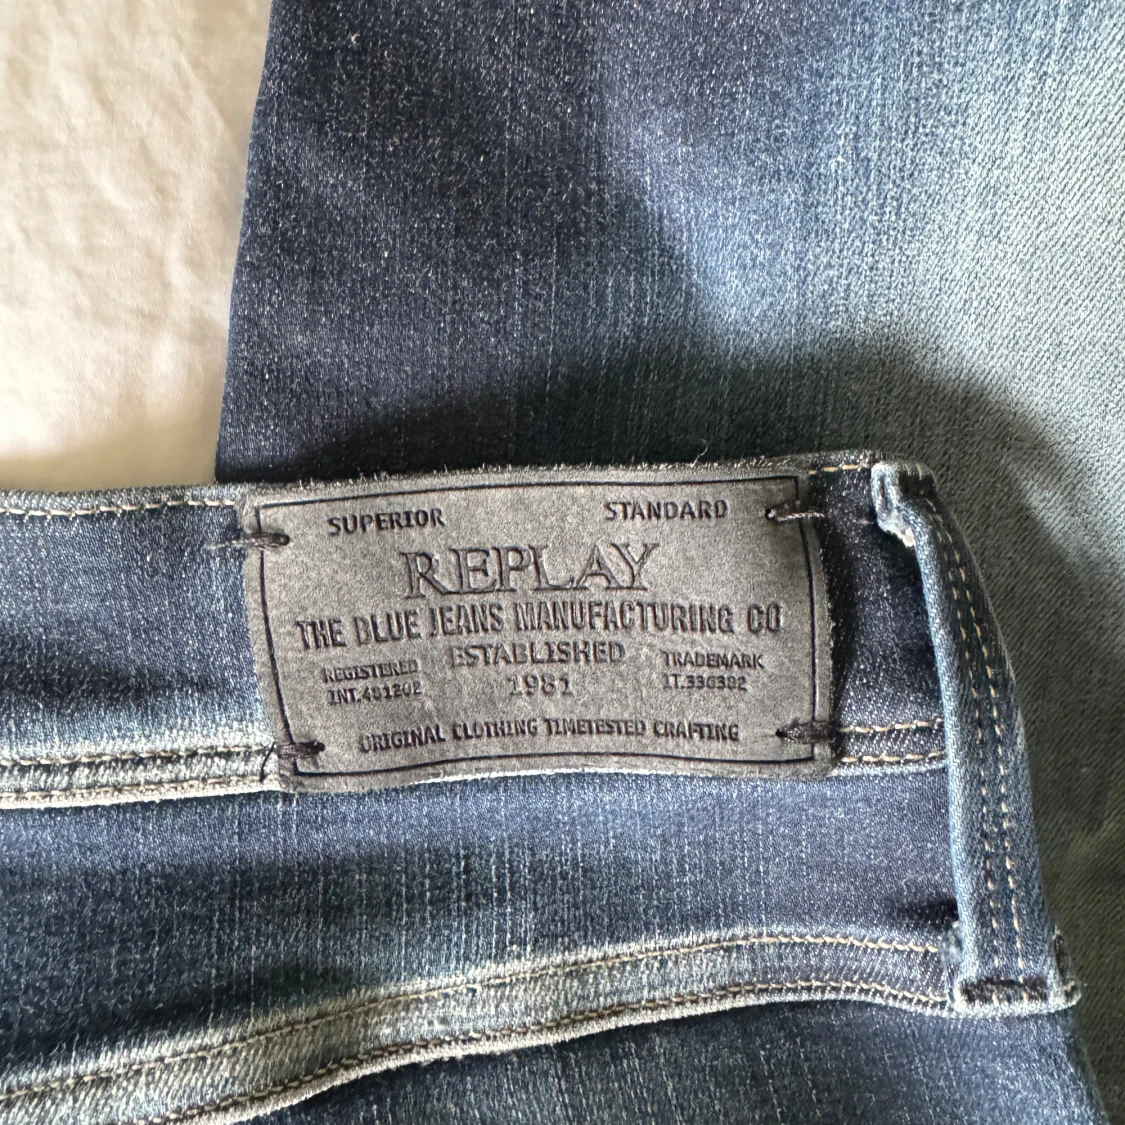 SUPERIOR STANDARD
REPLAY
THE BLUE JEANS MANUFACTURING CO
REGISTERED ESTABLISHED TRADEMARK
INT.481202 1981 IT.336382
ORIGINAL CLOTHING TIMETESTED CRAFTING